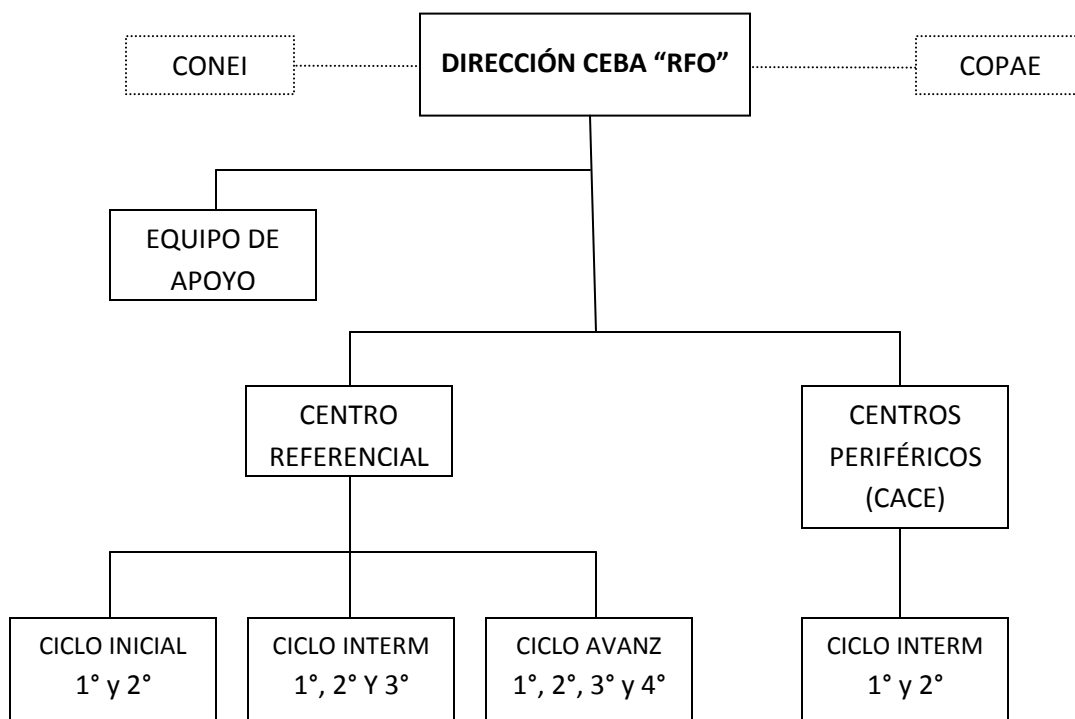 CONEI
DIRECCIÓN CEBA “RFO”
COPAE
EQUIPO DE
APOYO
CENTRO
REFERENCIAL
CENTROS
PERIFÉRICOS
(CACE)
CICLO INICIAL
1° y 2°
CICLO INTERM
1°, 2° Y 3°
CICLO AVANZ
1°, 2°, 3° y 4°
CICLO INTERM
1° y 2°